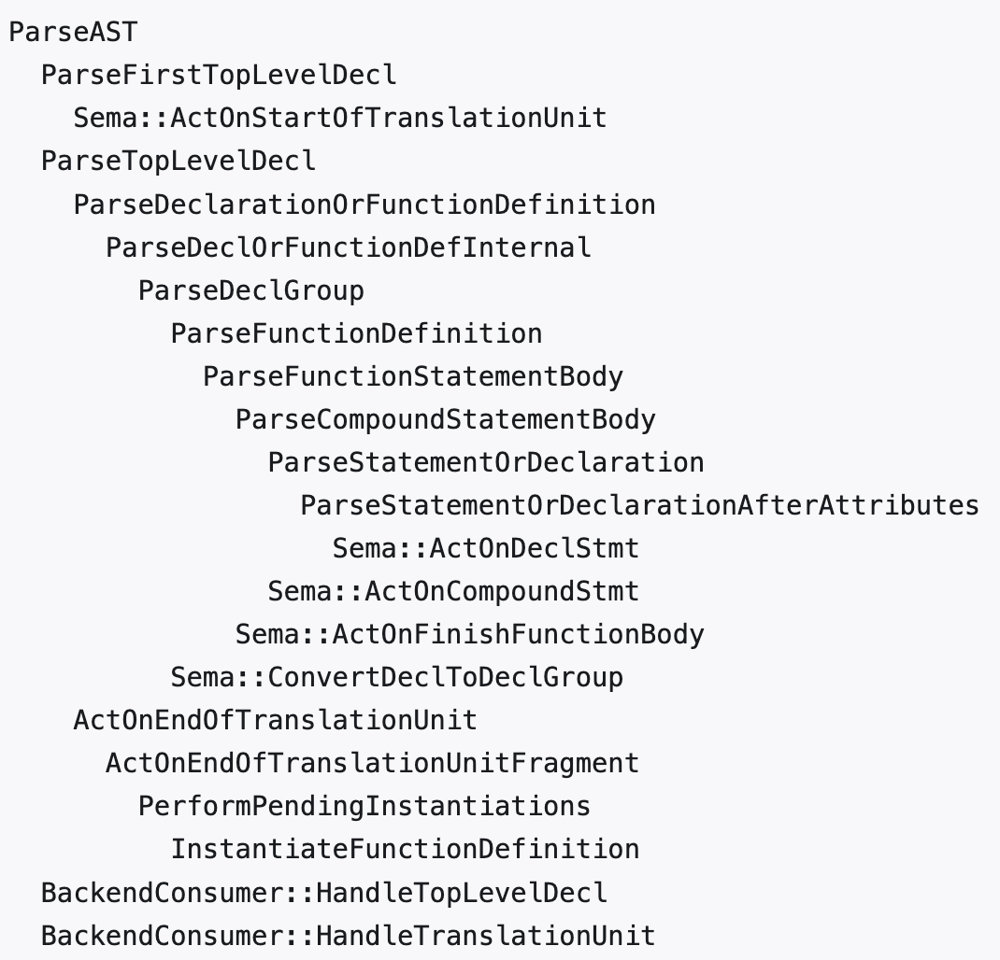 ParseAST
  ParseFirstTopLevelDecl
    Sema::ActOnStartOfTranslationUnit
  ParseTopLevelDecl
    ParseDeclarationOrFunctionDefinition
      ParseDeclOrFunctionDefInternal
        ParseDeclGroup
          ParseFunctionDefinition
            ParseFunctionStatementBody
              ParseCompoundStatementBody
                ParseStatementOrDeclaration
                  ParseStatementOrDeclarationAfterAttributes
                    Sema::ActOnDeclStmt
                Sema::ActOnCompoundStmt
              Sema::ActOnFinishFunctionBody
          Sema::ConvertDeclToDeclGroup
    ActOnEndOfTranslationUnit
      ActOnEndOfTranslationUnitFragment
        PerformPendingInstantiations
          InstantiateFunctionDefinition
  BackendConsumer::HandleTopLevelDecl
  BackendConsumer::HandleTranslationUnit